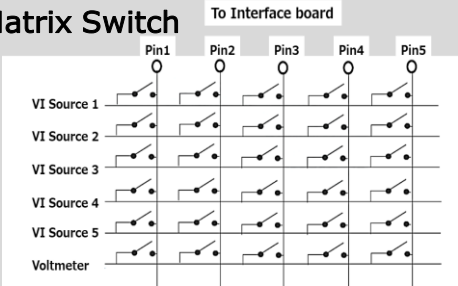 To Interface board
atrix Switch
Pin1 Pin2 Pin3 Pin4 Pin5
VI Source 1
VI Source 2
VI Source 3
VI Source 4
VI Source 5
Voltmeter